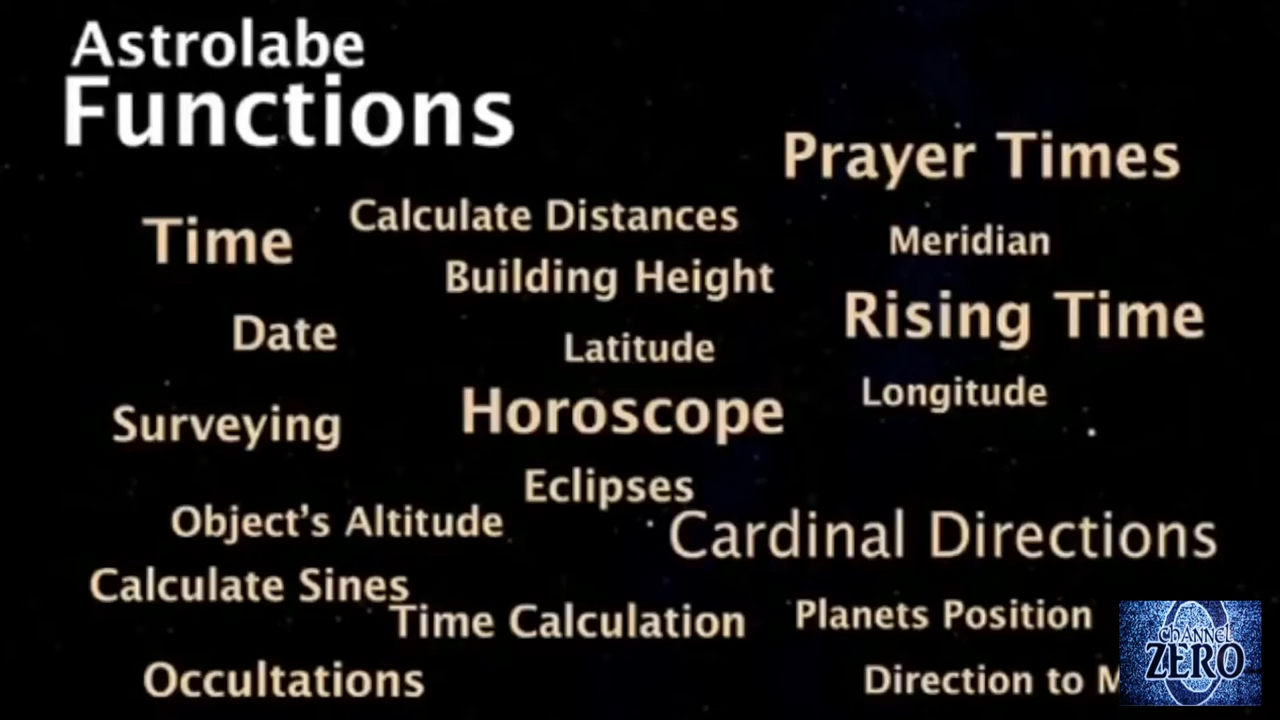 Astrolabe
Functions
Prayer Times
Time
Calculate Distances
Meridian
Building Height
Rising Time
Date
Latitude
Longitude
Surveying
Horoscope
Eclipses
Object's Altitude
Cardinal Directions
Calculate Sines
Time Calculation
Planets Position
Occultations
Direction to
Channel
ZERO